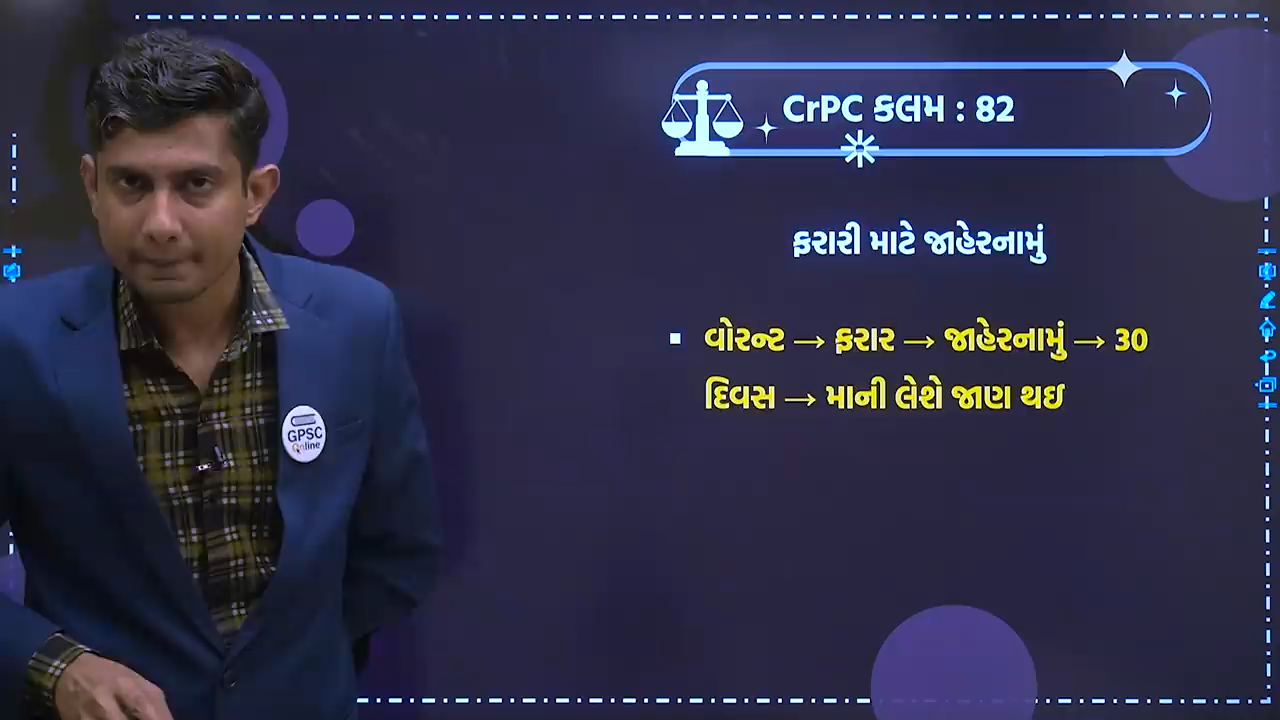 CrPC કલમ : 82
ફરારી માટે જાહેરનામું
▪ વોરન્ટ → ફરાર → જાહેરનામું → 30
દિવસ → માની લેશે જાણ થઇ
GPSC
Online